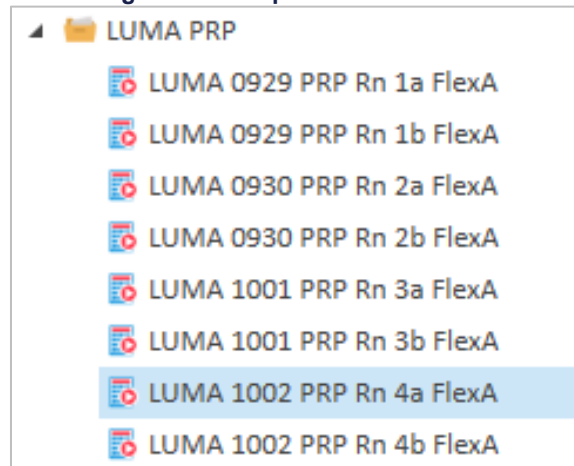 LUMA PRP
LUMA 0929 PRP Rn 1a FlexA
LUMA 0929 PRP Rn 1b FlexA
LUMA 0930 PRP Rn 2a FlexA
LUMA 0930 PRP Rn 2b FlexA
LUMA 1001 PRP Rn 3a FlexA
LUMA 1001 PRP Rn 3b FlexA
LUMA 1002 PRP Rn 4a FlexA
LUMA 1002 PRP Rn 4b FlexA